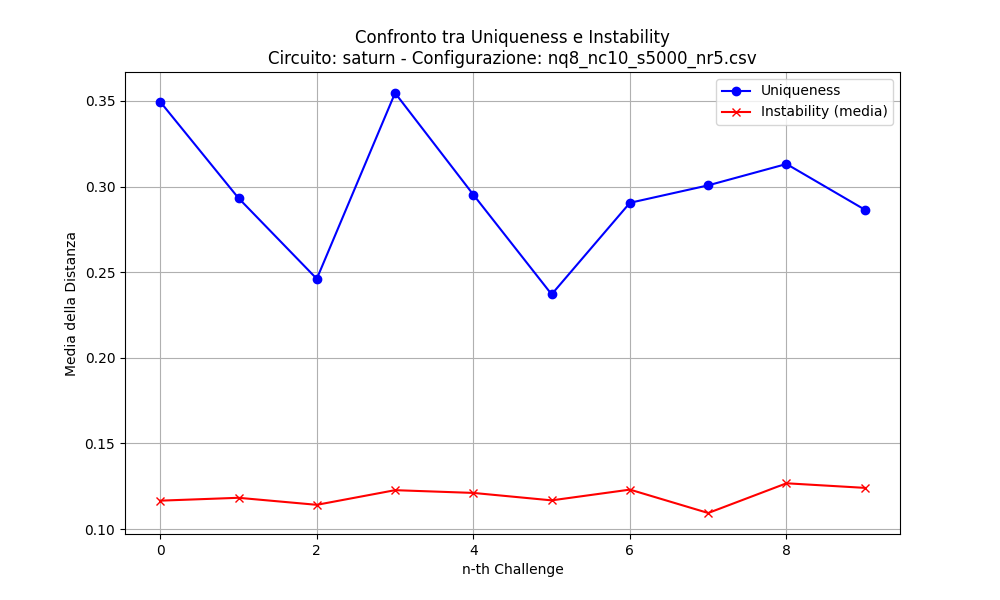 Confronto tra Uniqueness e Instability
Circuito: saturn - Configurazione: nq8_nc10_s5000_nr5.csv
Uniqueness
Instability (media)
Media della Distanza
0.35
0.30
0.25
0.20
0.15
0.10
0 2 4 6 8
n-th Challenge